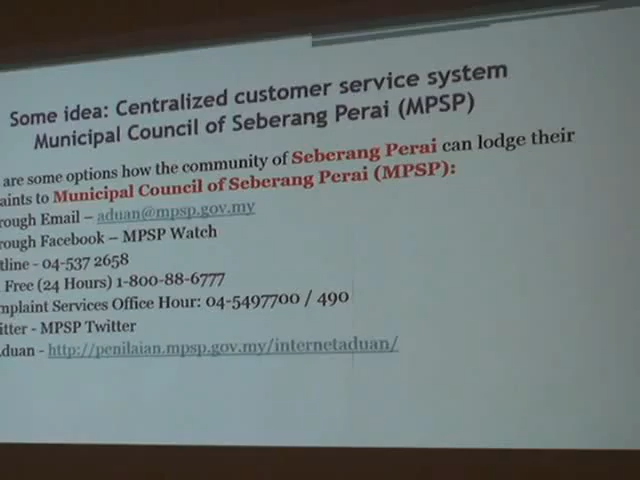 Some idea: Centralized customer service system
Municipal Council of Seberang Perai (MPSP)
are some options how the community of Seberang Perai can lodge their
aints to Municipal Council of Seberang Perai (MPSP):
rough Email – aduan@mpsp.gov.my
rough Facebook – MPSP Watch
tline - 04-537 2658
Free (24 Hours) 1-800-88-6777
mplaint Services Office Hour: 04-5497700 / 490
itter - MPSP Twitter
duan - http://penilaian.mpsp.gov.my/internetaduan/